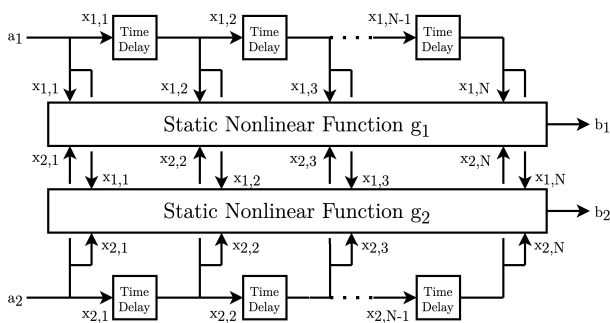 x1,1 x1,2 x1,N-1
a1 Time Delay Time Delay Time Delay
x1,1 x1,2 x1,3 x1,N
Static Nonlinear Function g1 b1
x2,1 x2,2 x2,3 x2,N
x1,1 x1,2 x1,3 x1,N
Static Nonlinear Function g2 b2
x2,1 x2,2 x2,3 x2,N
a2 Time Delay Time Delay Time Delay
x2,1 x2,2 x2,N-1